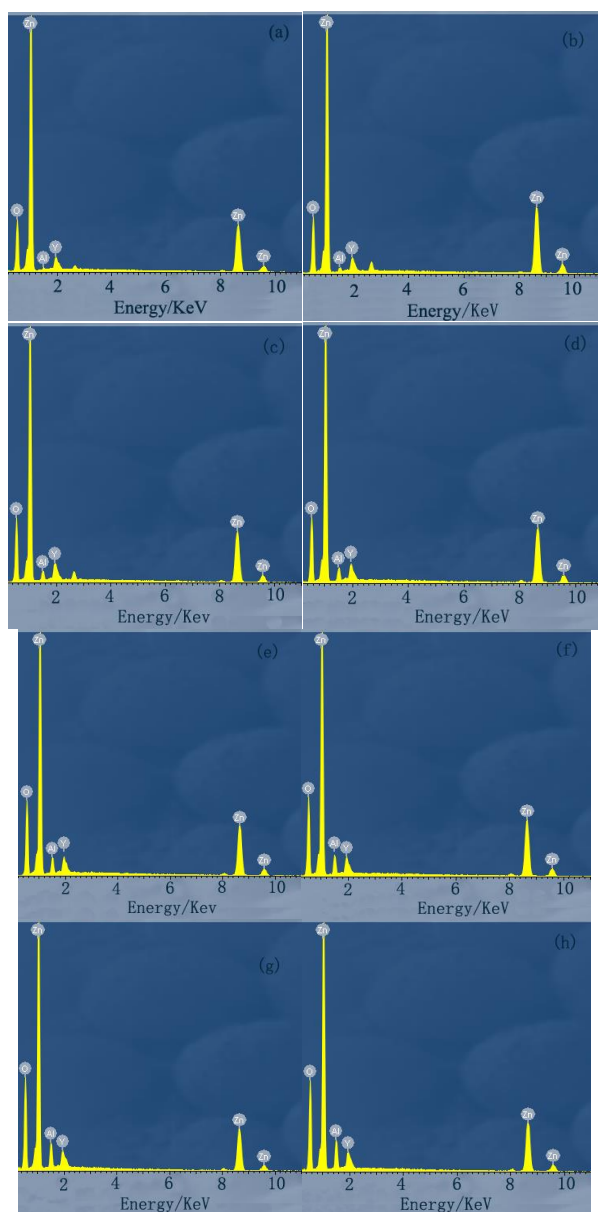 Zn (a)
O Al Y Zn Zn
2 4 6 8 10
Energy/KeV
Zn (b)
O Al Y Zn Zn
2 4 6 8 10
Energy/KeV
Zn (c)
O Al Y Zn Zn
2 4 6 8 10
Energy/Kev
Zn (d)
O Al Y Zn Zn
2 4 6 8 10
Energy/KeV
Zn (e)
O Al Y Zn Zn
2 4 6 8 10
Energy/Kev
Zn (f)
O Al Y Zn Zn
2 4 6 8 10
Energy/KeV
Zn (g)
O Al Y Zn Zn
2 4 6 8 10
Energy/KeV
Zn (h)
O Al Y Zn Zn
2 4 6 8 10
Energy/KeV